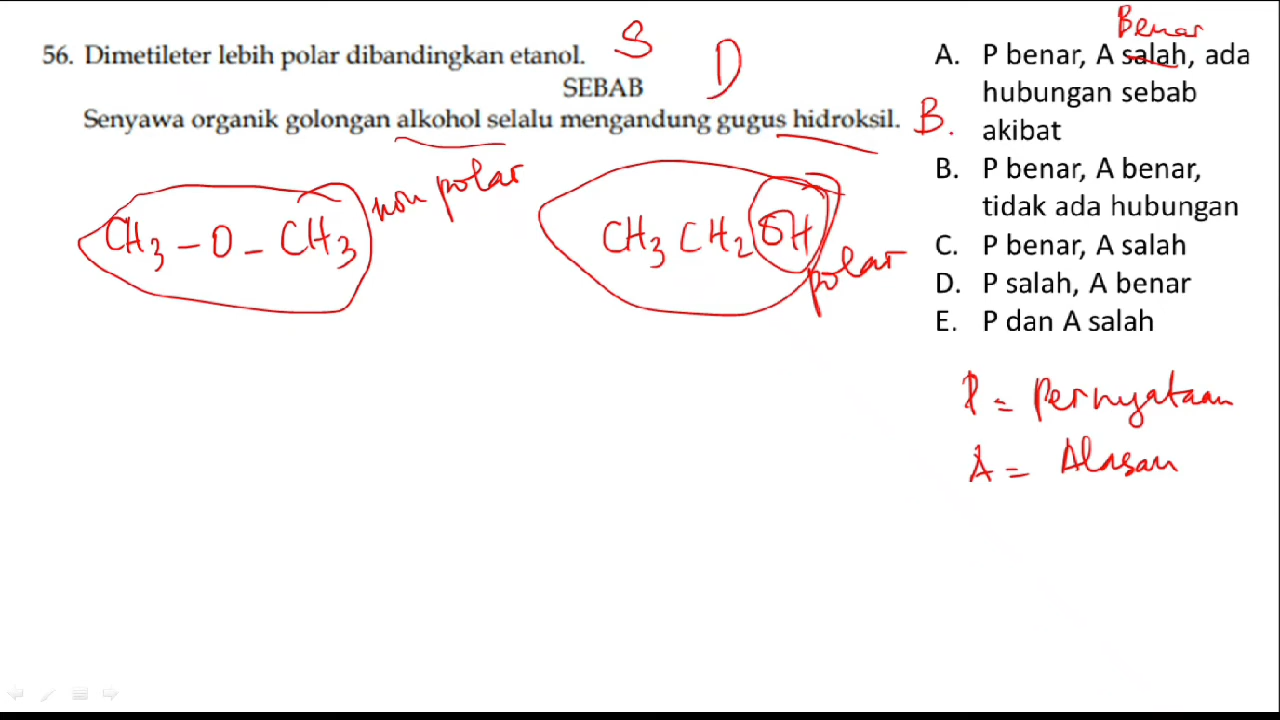 56. Dimetileter lebih polar dibandingkan etanol. S
SEBAB D
Senyawa organik golongan alkohol selalu mengandung gugus hidroksil. B.
CH3 - O - CH3 non polar
CH3 CH2 OH polar
Benar
A. P benar, A salah, ada
hubungan sebab
akibat
B. P benar, A benar,
tidak ada hubungan
C. P benar, A salah
D. P salah, A benar
E. P dan A salah
P = Pernyataan
A = Alasan